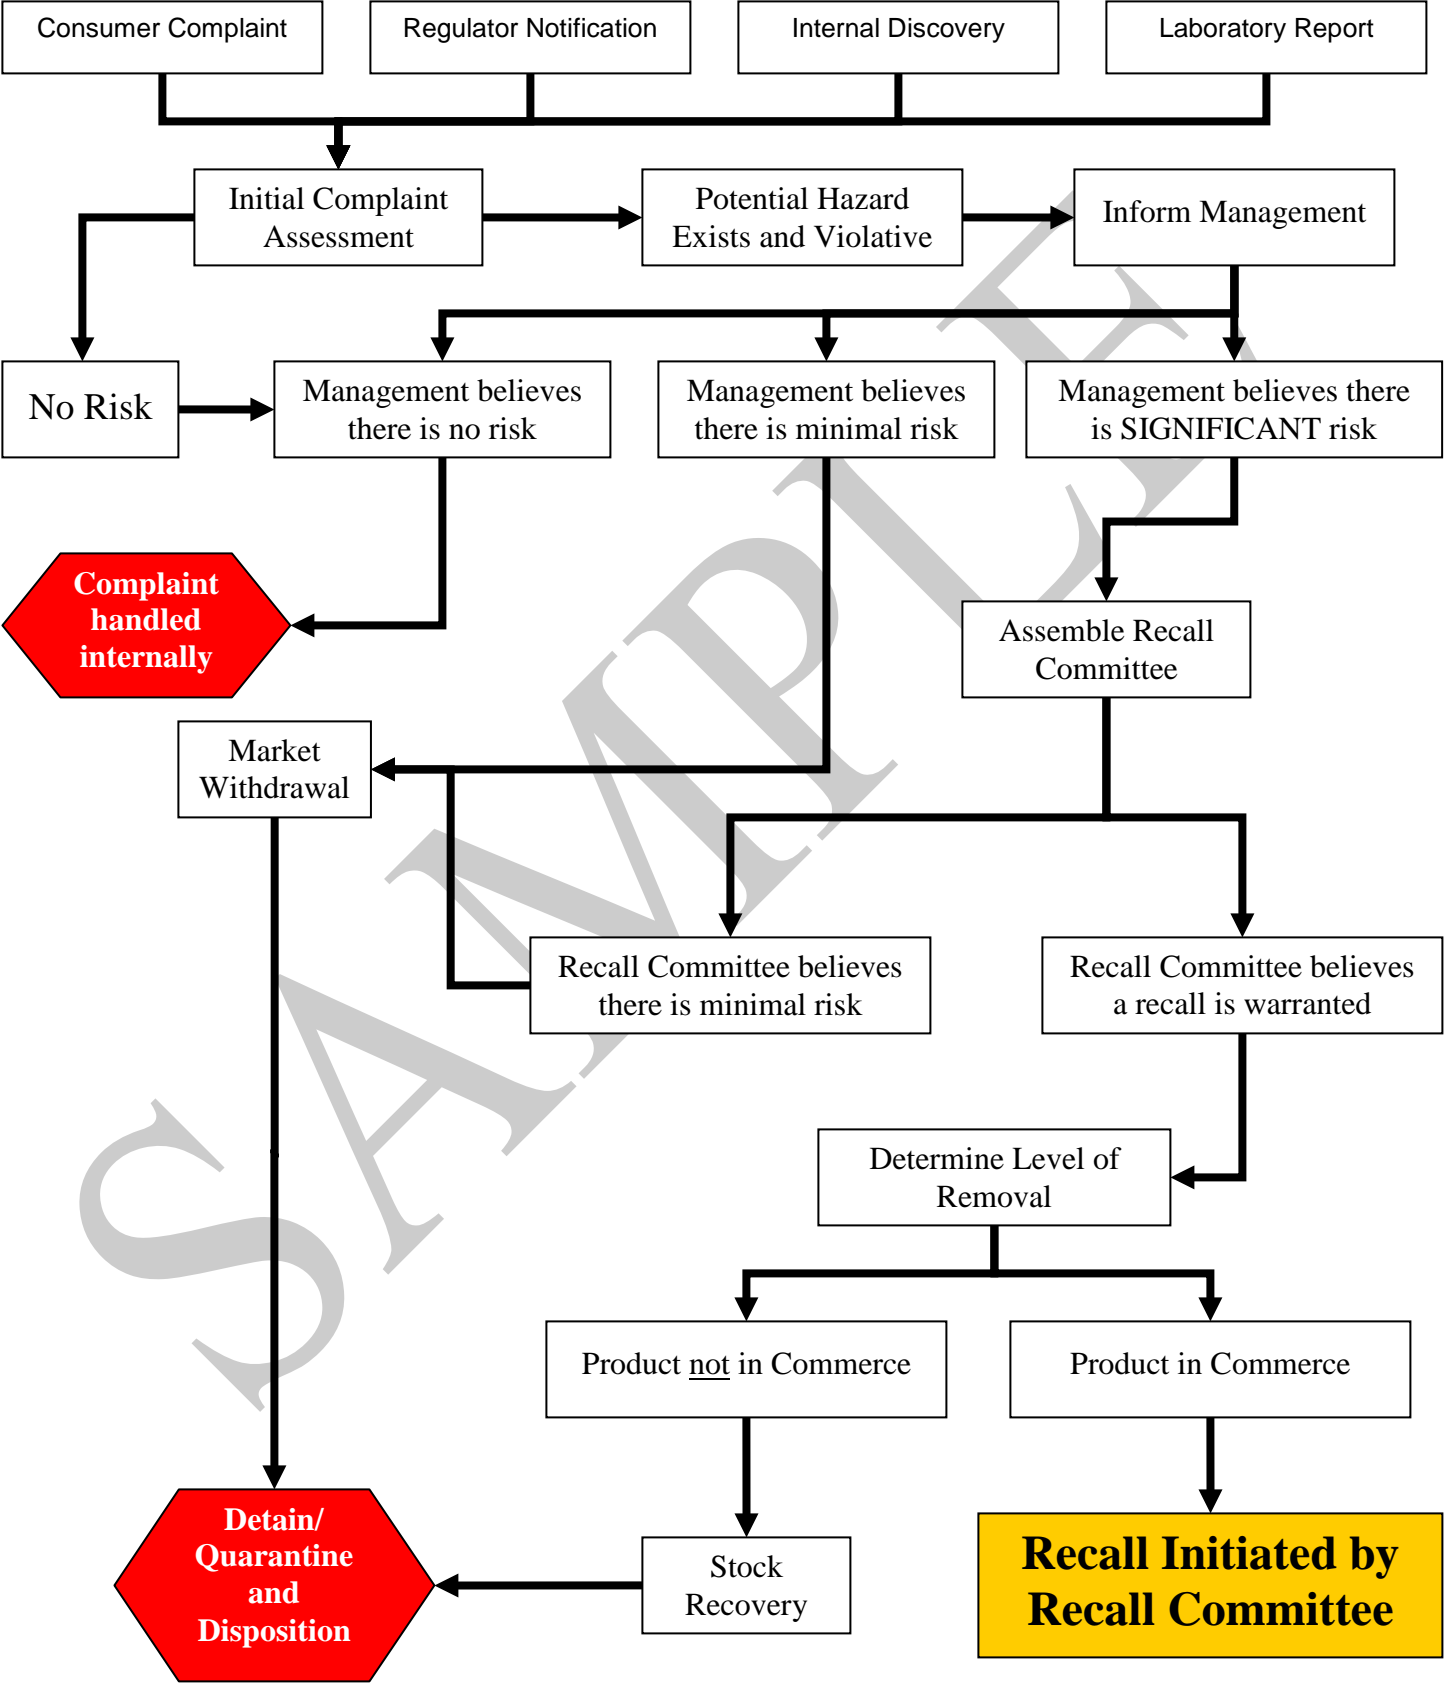 Consumer Complaint
Regulator Notification
Internal Discovery
Laboratory Report
Initial Complaint
Assessment
Potential Hazard
Exists and Violative
Inform Management
No Risk
Management believes
there is no risk
Management believes
there is minimal risk
Management believes there
is SIGNIFICANT risk
Complaint
handled
internally
Assemble Recall
Committee
Market
Withdrawal
Recall Committee believes
there is minimal risk
Recall Committee believes
a recall is warranted
Determine Level of
Removal
Product not in Commerce
Product in Commerce
Detain/
Quarantine
and
Disposition
Stock
Recovery
Recall Initiated by
Recall Committee
SAMPLE